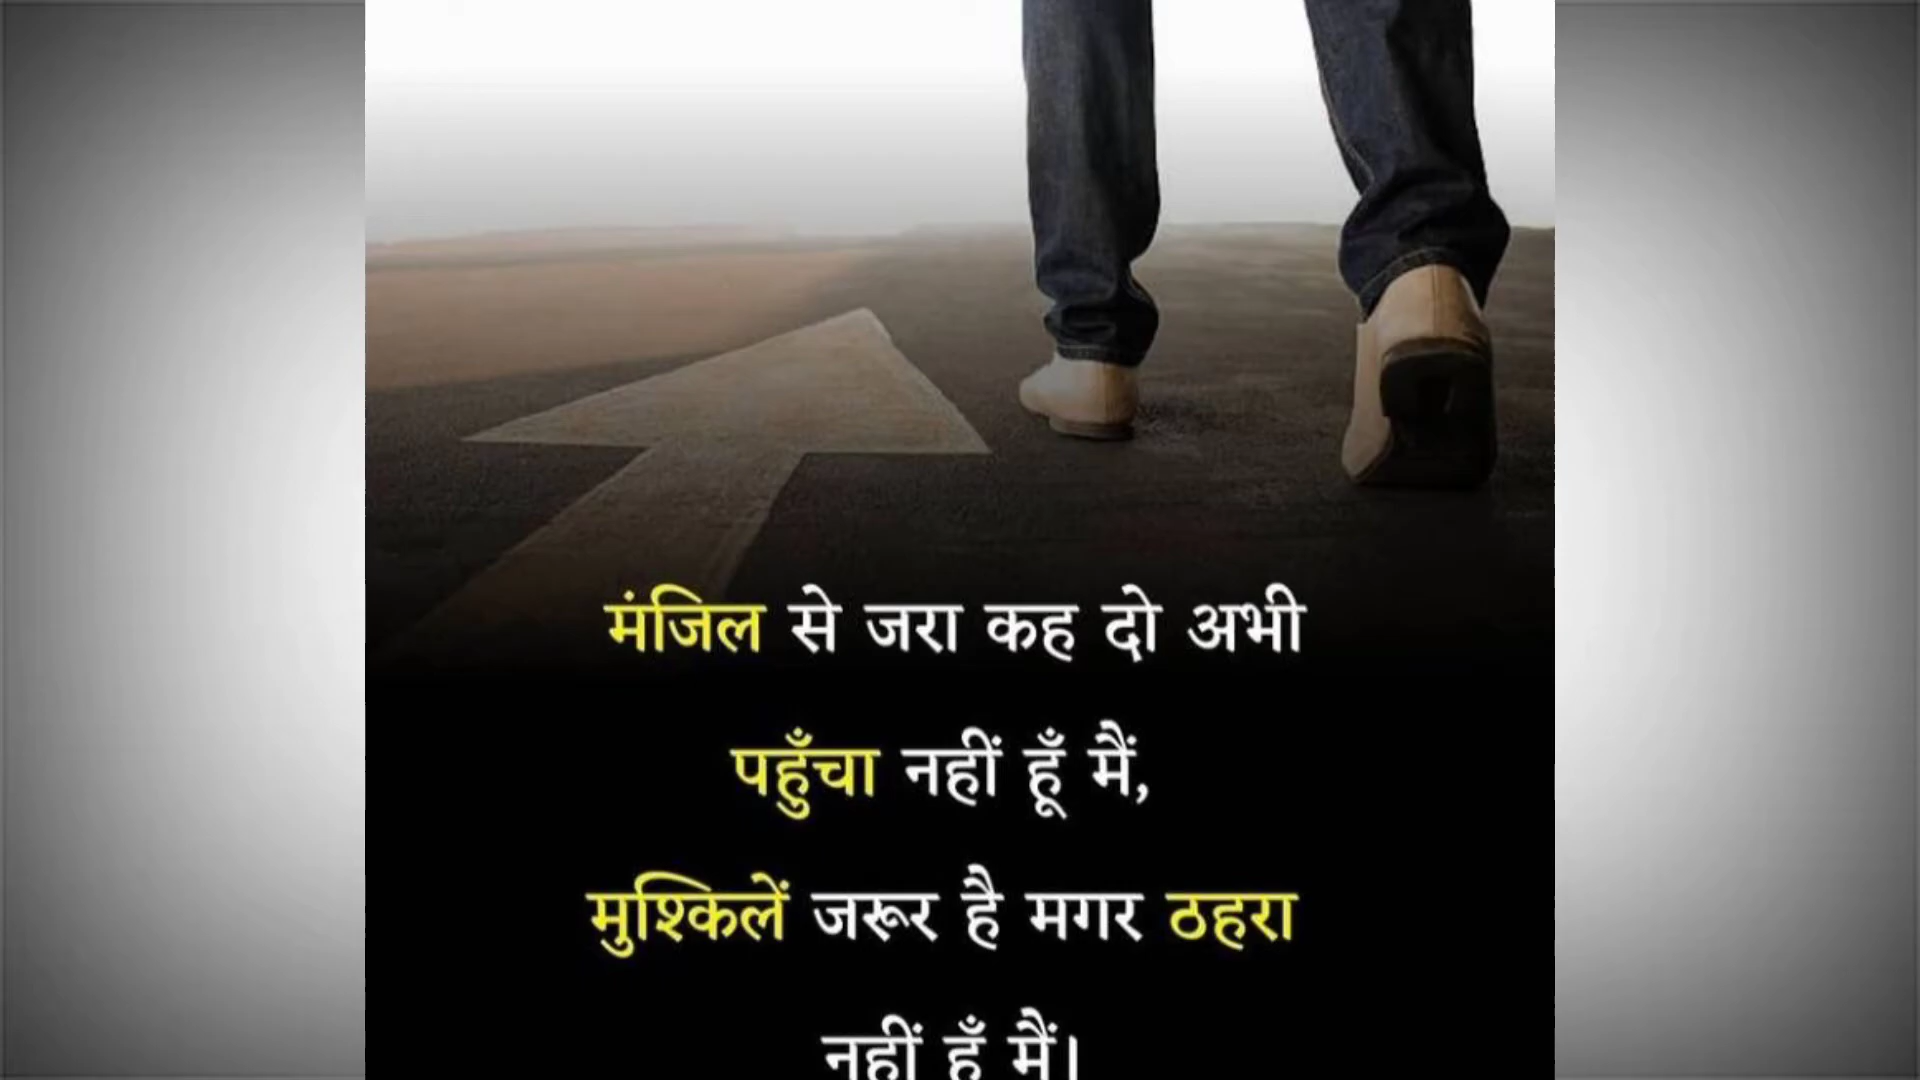 मंजिल से जरा कह दो अभी
पहुँचा नहीं हूँ मैं,
मुश्किलें जरूर है मगर ठहरा
नहीं हूँ मैं।